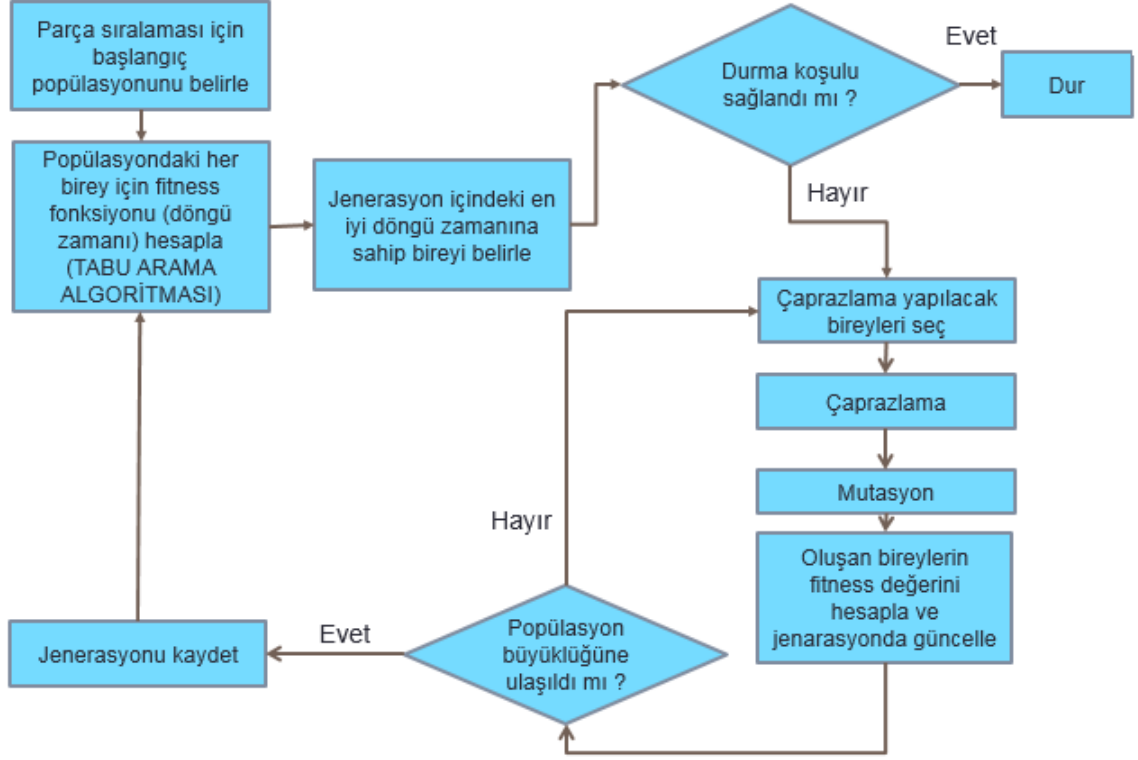 Parça sıralaması için
başlangıç
popülasyonunu belirle
Popülasyondaki her
birey için fitness
fonksiyonu (döngü
zamanı) hesapla
(TABU ARAMA
ALGORİTMASI)
Jenerasyon içindeki en
iyi döngü zamanına
sahip bireyi belirle
Durma koşulu
sağlandı mı ?
Evet
Dur
Hayır
Çaprazlama yapılacak
bireyleri seç
Çaprazlama
Mutasyon
Oluşan bireylerin
fitness değerini
hesapla ve
jenarasyonda güncelle
Popülasyon
büyüklüğüne
ulaşıldı mı ?
Hayır
Evet
Jenerasyonu kaydet